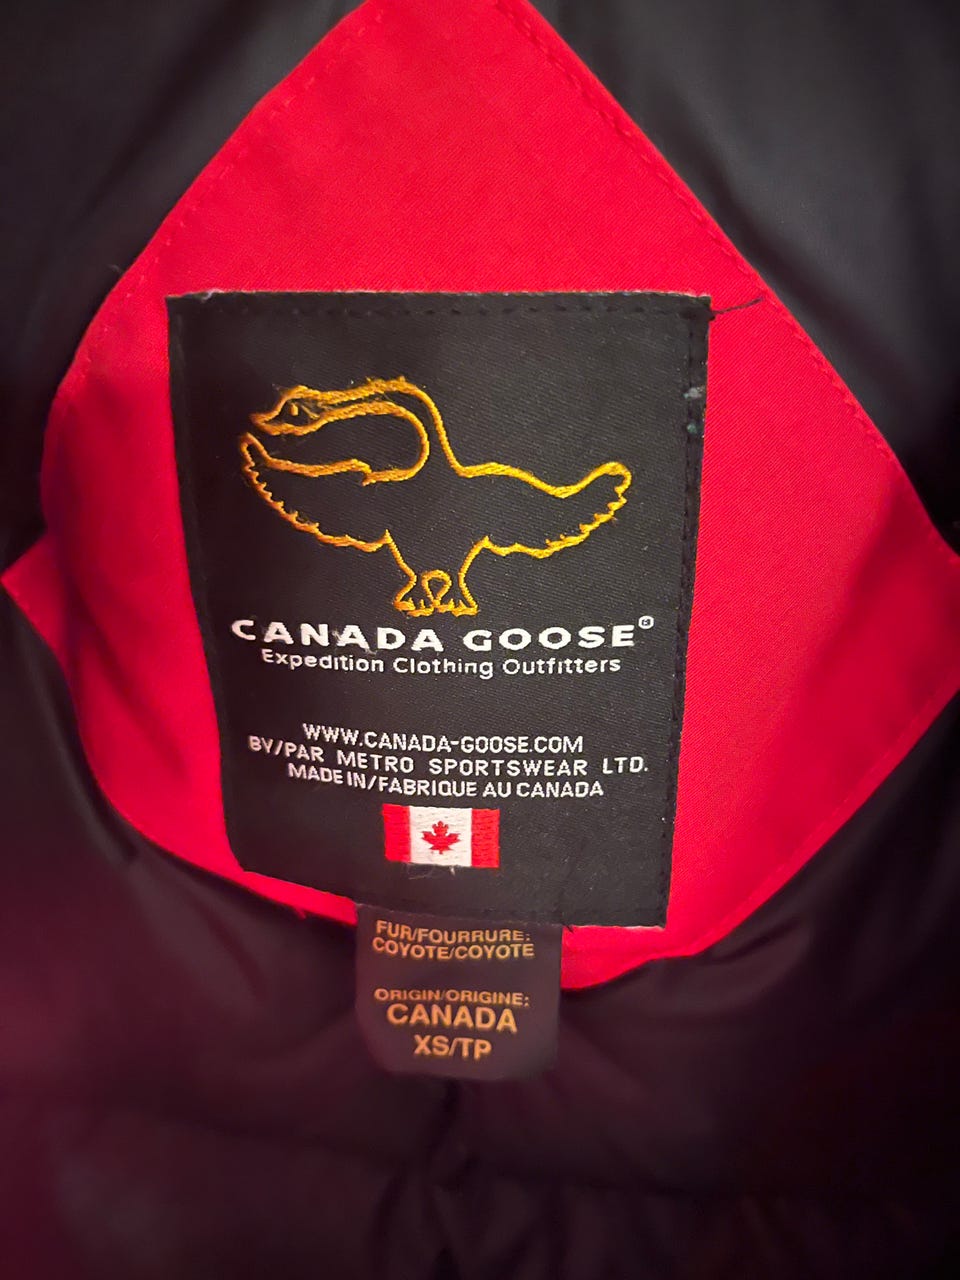 CANADA GOOSE®
Expedition Clothing Outfitters
WWW.CANADA-GOOSE.COM
BY/PAR METRO SPORTSWEAR LTD.
MADE IN/FABRIQUE AU CANADA
FUR/FOURRURE:
COYOTE/COYOTE
ORIGIN/ORIGINE:
CANADA
XS/TP